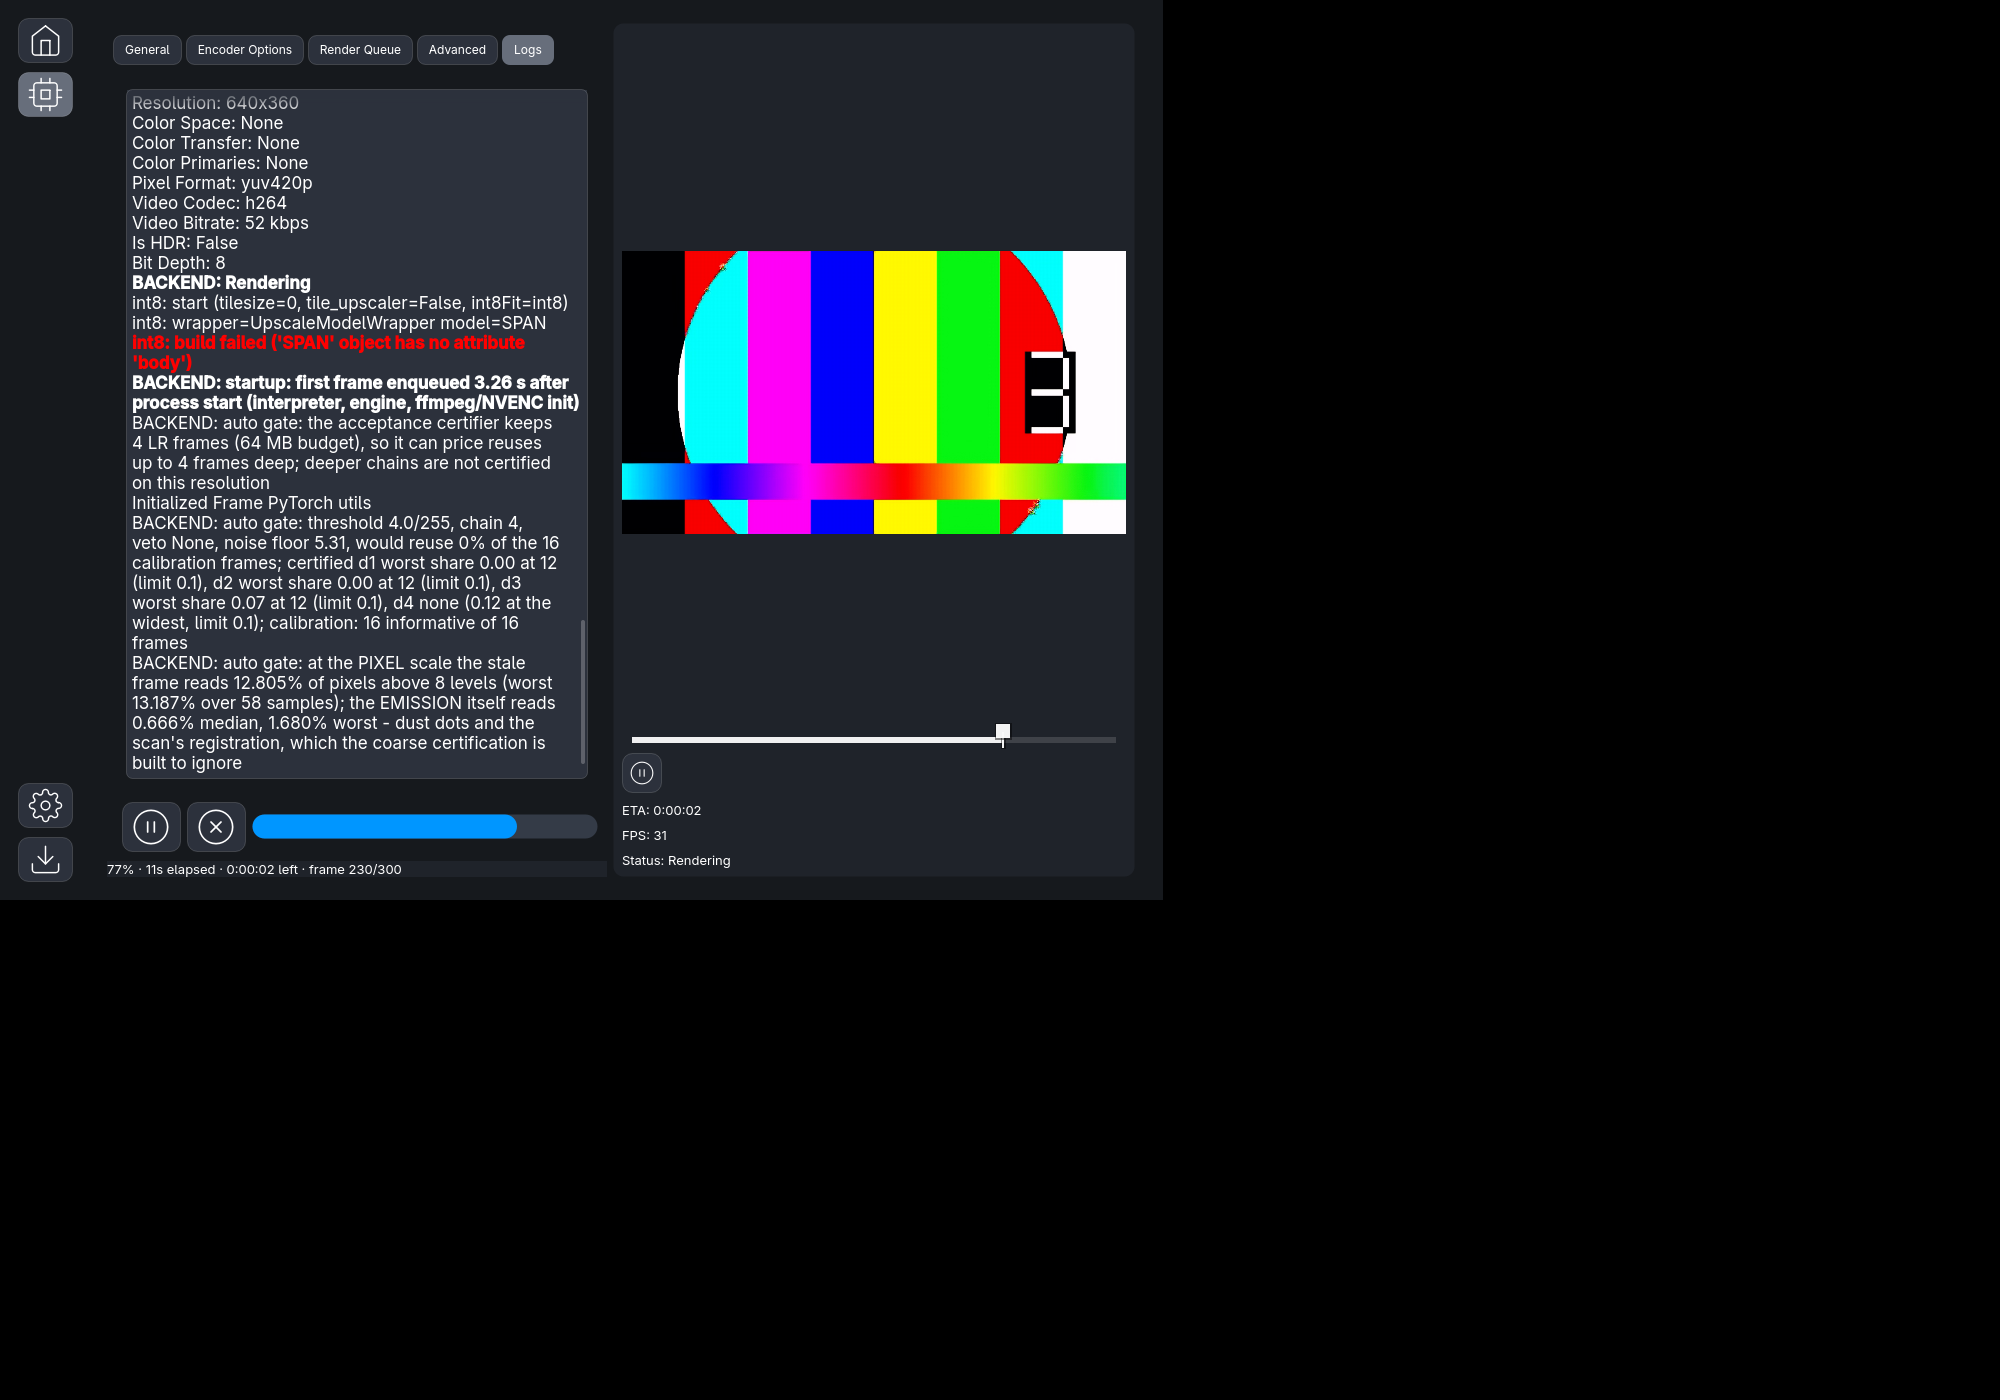 General
Encoder Options
Render Queue
Advanced
Logs
Resolution: 640x360
Color Space: None
Color Transfer: None
Color Primaries: None
Pixel Format: yuv420p
Video Codec: h264
Video Bitrate: 52 kbps
Is HDR: False
Bit Depth: 8
BACKEND: Rendering
int8: start (tilesize=0, tile_upscaler=False, int8Fit=int8)
int8: wrapper=UpscaleModelWrapper model=SPAN
int8: build failed ('SPAN' object has no attribute
'body')
BACKEND: startup: first frame enqueued 3.26 s after
process start (interpreter, engine, ffmpeg/NVENC init)
BACKEND: auto gate: the acceptance certifier keeps
4 LR frames (64 MB budget), so it can price reuses
up to 4 frames deep; deeper chains are not certified
on this resolution
Initialized Frame PyTorch utils
BACKEND: auto gate: threshold 4.0/255, chain 4,
veto None, noise floor 5.31, would reuse 0% of the 16
calibration frames; certified d1 worst share 0.00 at 12
(limit 0.1), d2 worst share 0.00 at 12 (limit 0.1), d3
worst share 0.07 at 12 (limit 0.1), d4 none (0.12 at the
widest, limit 0.1); calibration: 16 informative of 16
frames
BACKEND: auto gate: at the PIXEL scale the stale
frame reads 12.805% of pixels above 8 levels (worst
13.187% over 58 samples); the EMISSION itself reads
0.666% median, 1.680% worst - dust dots and the
scan's registration, which the coarse certification is
built to ignore
77% · 11s elapsed · 0:00:02 left · frame 230/300
3
ETA: 0:00:02
FPS: 31
Status: Rendering